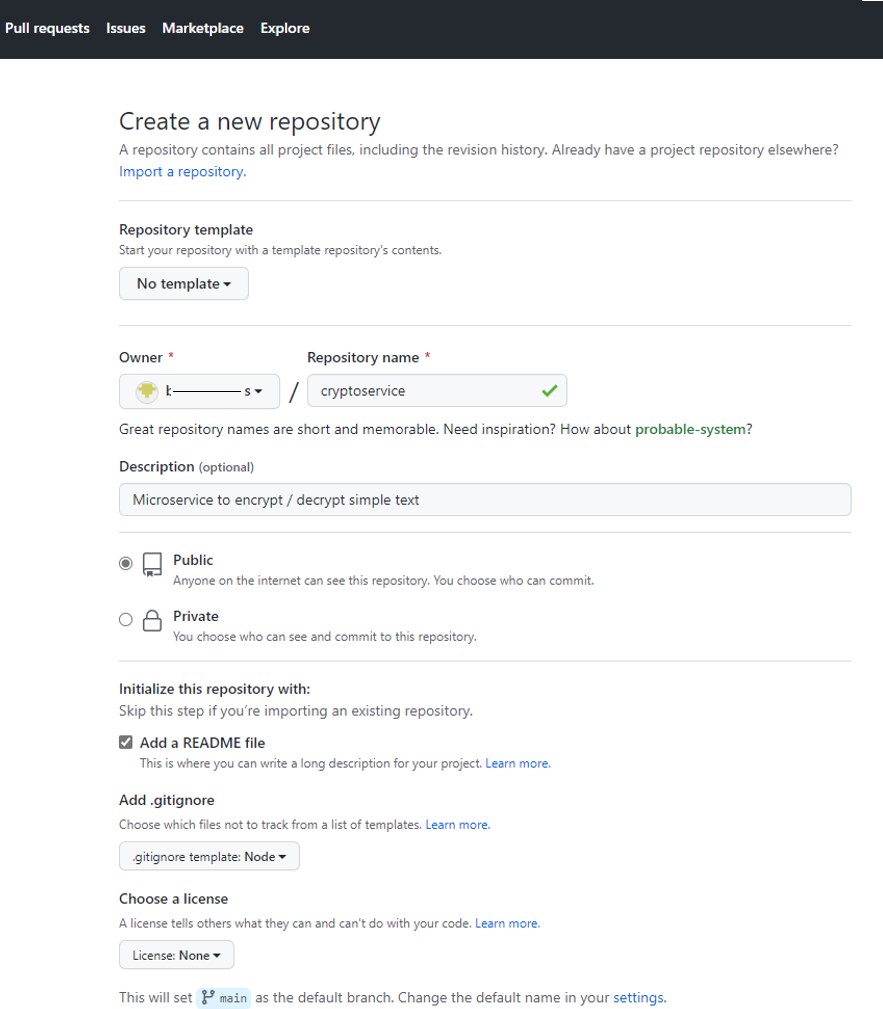 Pull requests Issues Marketplace Explore
Create a new repository
A repository contains all project files, including the revision history. Already have a project repository elsewhere?
Import a repository.
Repository template
Start your repository with a template repository's contents.
No template
Owner * Repository name *
s / cryptoservice
Great repository names are short and memorable. Need inspiration? How about probable-system?
Description (optional)
Microservice to encrypt / decrypt simple text
Public
Anyone on the internet can see this repository. You choose who can commit.
Private
You choose who can see and commit to this repository.
Initialize this repository with:
Skip this step if you're importing an existing repository.
Add a README file
This is where you can write a long description for your project. Learn more.
Add .gitignore
Choose which files not to track from a list of templates. Learn more.
.gitignore template: Node
Choose a license
A license tells others what they can and can't do with your code. Learn more.
License: None
This will set main as the default branch. Change the default name in your settings.